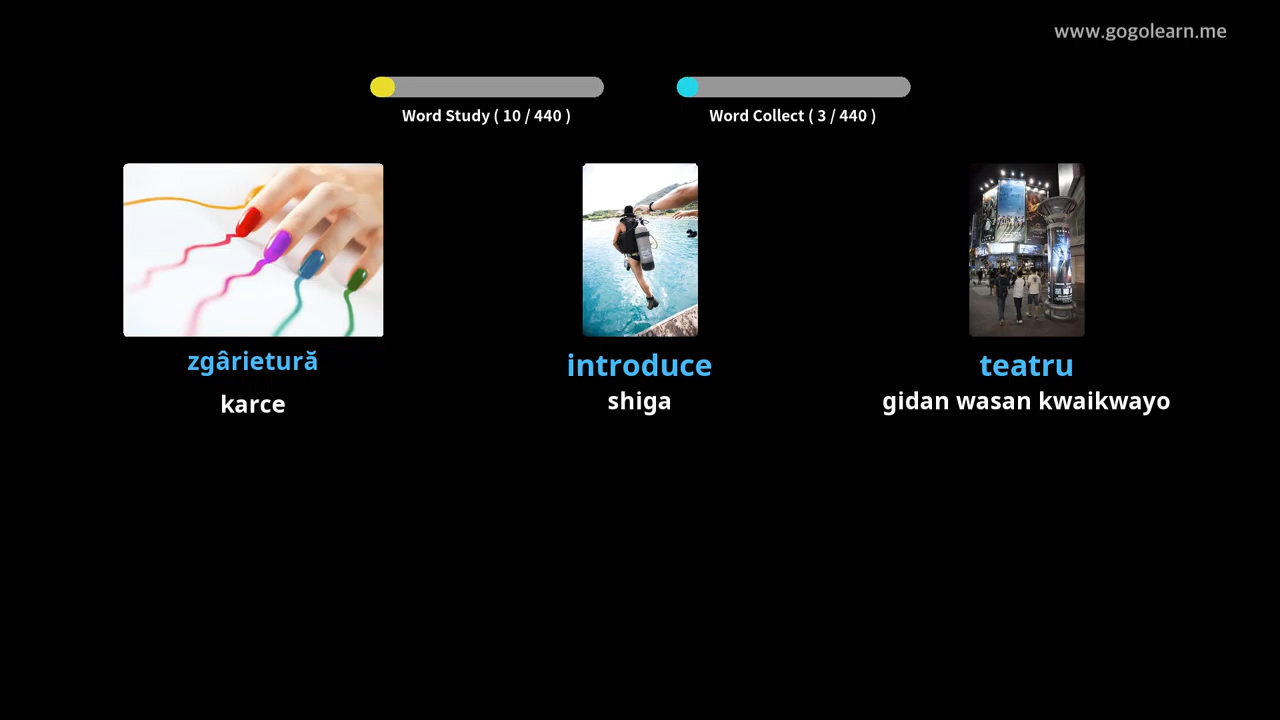 www.gogolearn.me
Word Study ( 10 / 440 )
Word Collect ( 3 / 440 )
zgârietură
karce
introduce
shiga
teatru
gidan wasan kwaikwayo